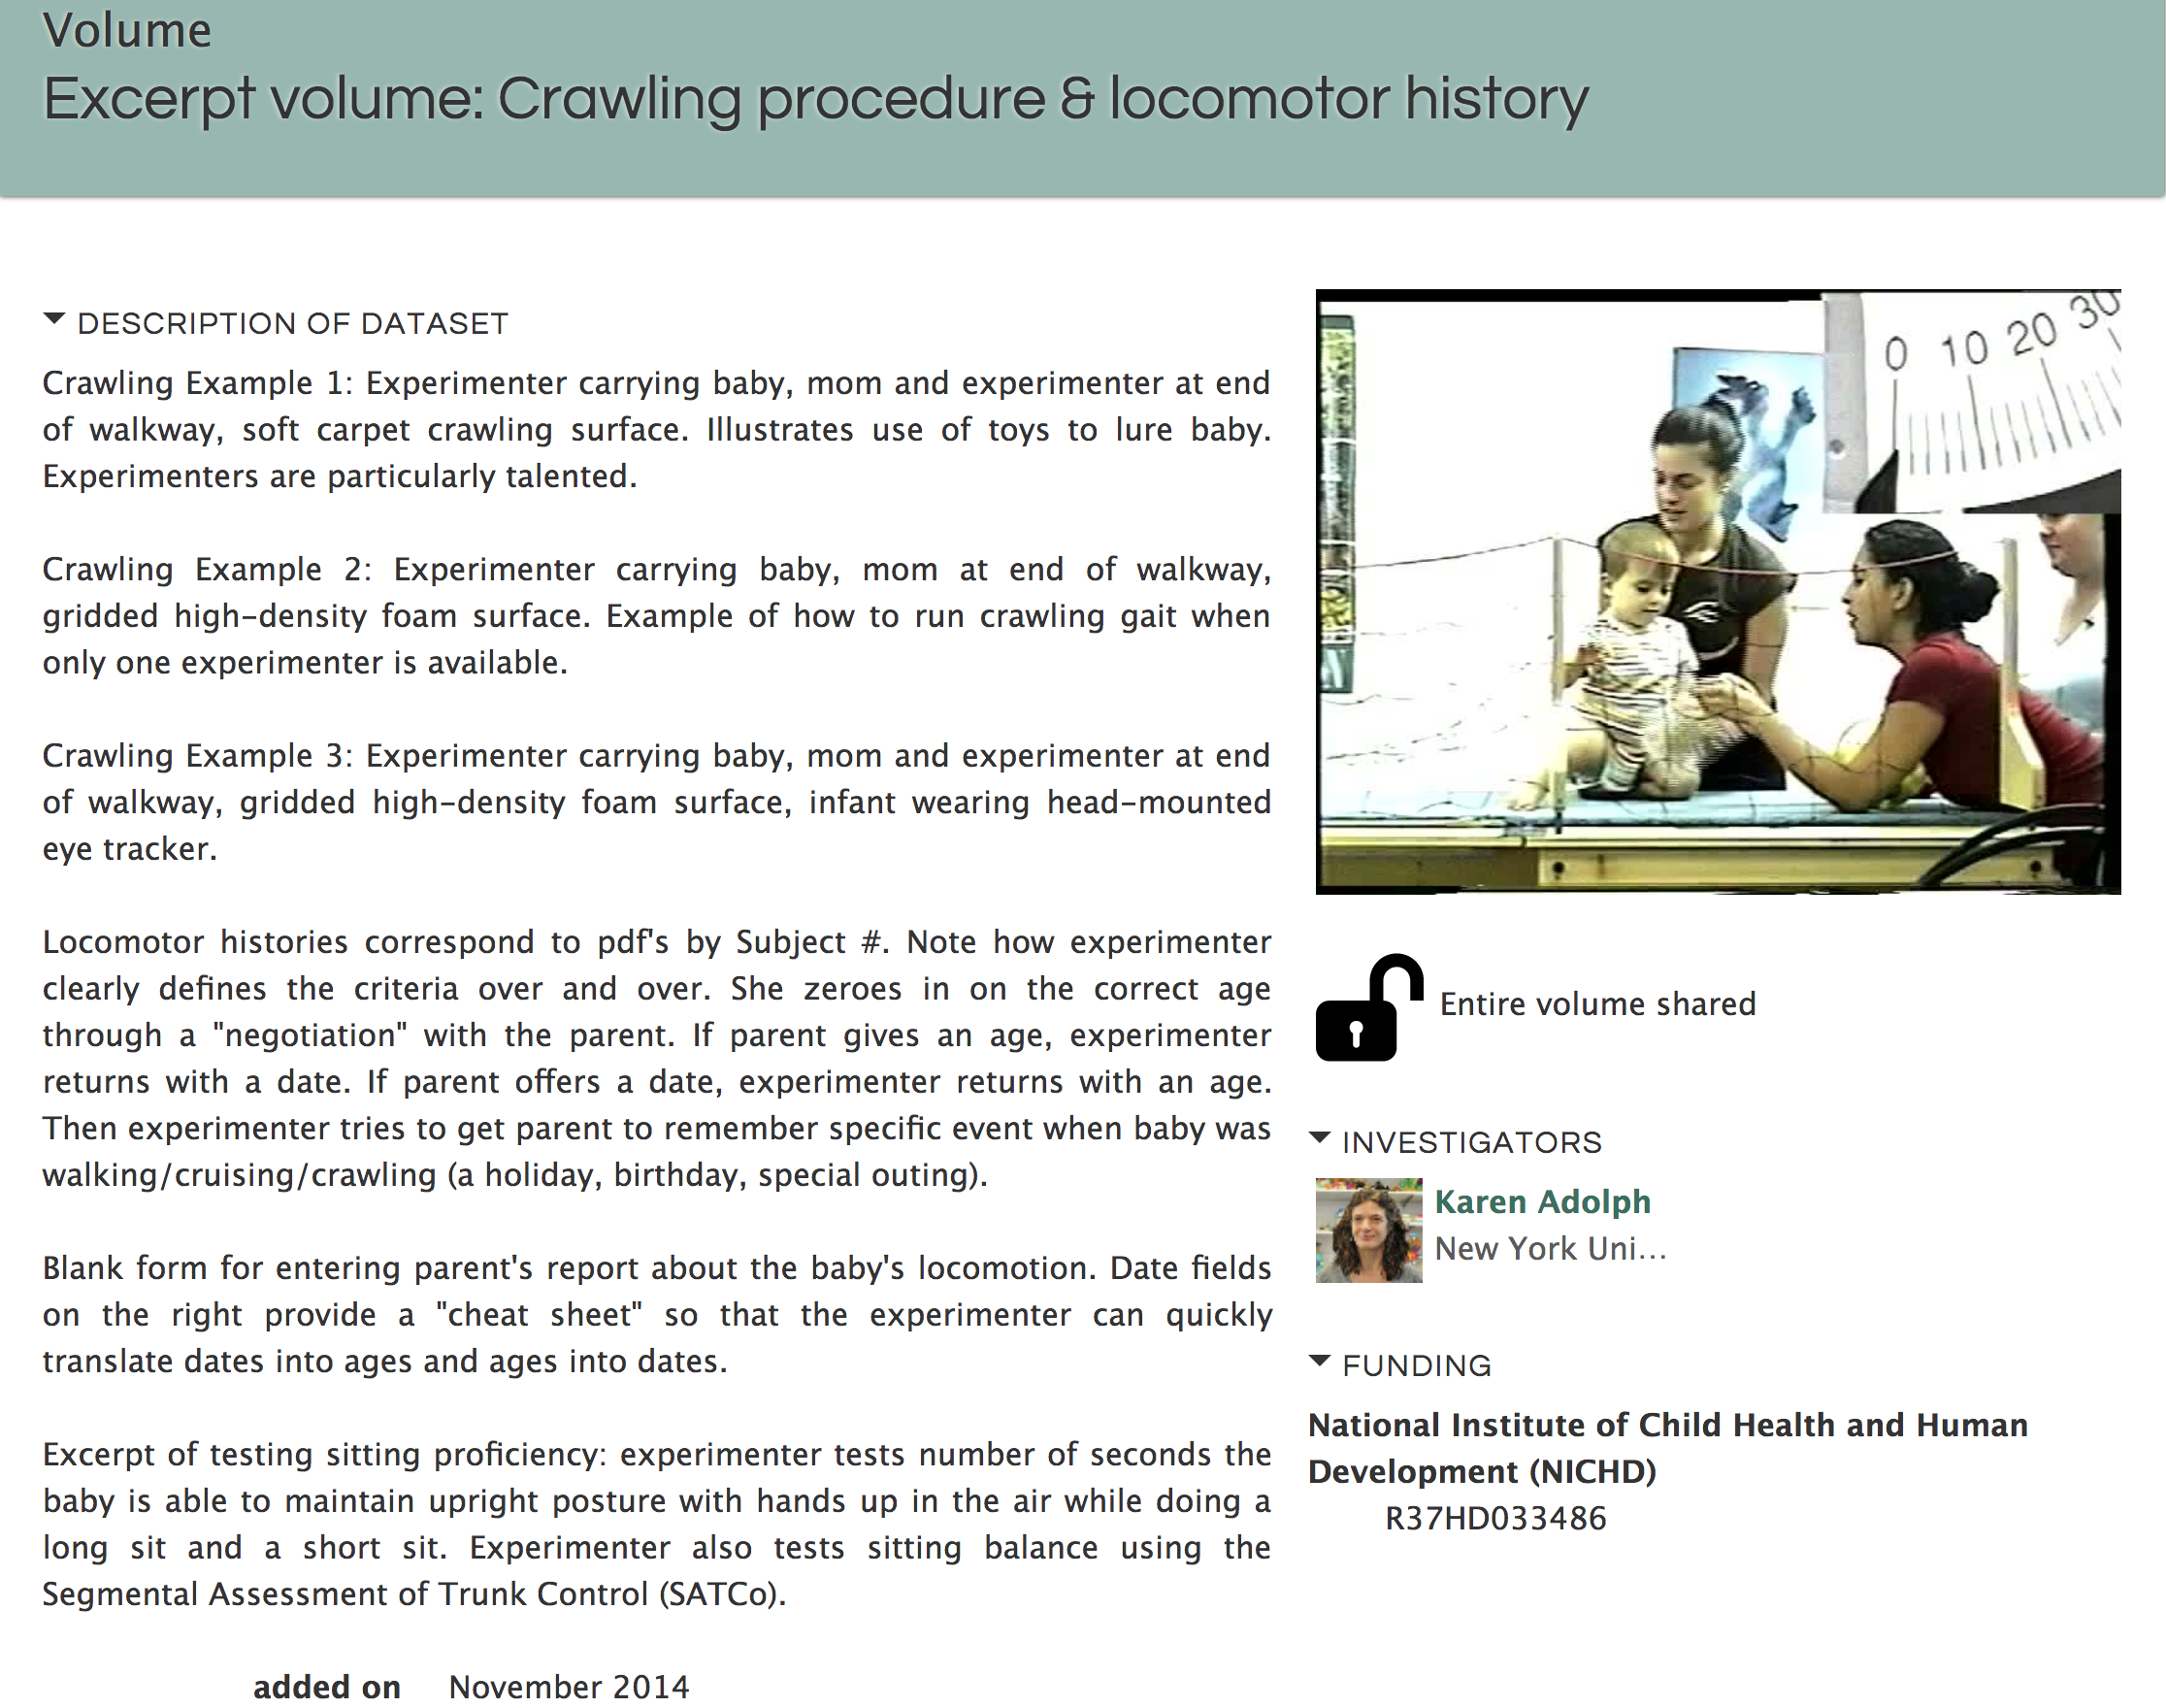 Volume
Excerpt volume: Crawling procedure & locomotor history
DESCRIPTION OF DATASET
Crawling Example 1: Experimenter carrying baby, mom and experimenter at end
of walkway, soft carpet crawling surface. Illustrates use of toys to lure baby.
Experimenters are particularly talented.
Crawling Example 2: Experimenter carrying baby, mom at end of walkway,
gridded high-density foam surface. Example of how to run crawling gait when
only one experimenter is available.
Crawling Example 3: Experimenter carrying baby, mom and experimenter at end
of walkway, gridded high-density foam surface, infant wearing head-mounted
eye tracker.
Locomotor histories correspond to pdf's by Subject #. Note how experimenter
clearly defines the criteria over and over. She zeroes in on the correct age
through a "negotiation" with the parent. If parent gives an age, experimenter
returns with a date. If parent offers a date, experimenter returns with an age.
Then experimenter tries to get parent to remember specific event when baby was
walking/cruising/crawling (a holiday, birthday, special outing).
Blank form for entering parent's report about the baby's locomotion. Date fields
on the right provide a "cheat sheet" so that the experimenter can quickly
translate dates into ages and ages into dates.
Excerpt of testing sitting proficiency: experimenter tests number of seconds the
baby is able to maintain upright posture with hands up in the air while doing a
long sit and a short sit. Experimenter also tests sitting balance using the
Segmental Assessment of Trunk Control (SATCo).
added on November 2014
0 10 20 30
Entire volume shared
INVESTIGATORS
Karen Adolph
New York Uni...
FUNDING
National Institute of Child Health and Human
Development (NICHD)
R37HD033486